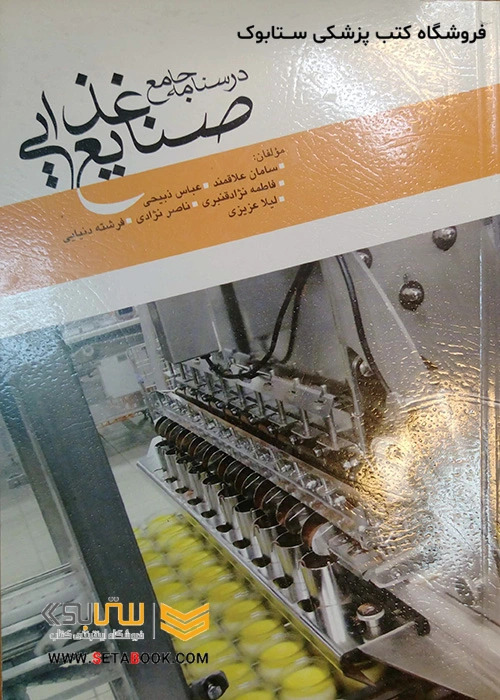 فروشگاه کتب پزشکی ستابوک
درسنامه جامع
صنایع غذایی
مؤلفان:
▪ سامان علاقمند ▪ عباس ذبیحی
▪ فاطمه نژادقنبری ▪ ناصر نژادی ▪ فرشته دنیایی
▪ لیلا عزیزی
ستابوک
فروشگاه اینترنتی کتاب
WWW.SETABOOK.COM